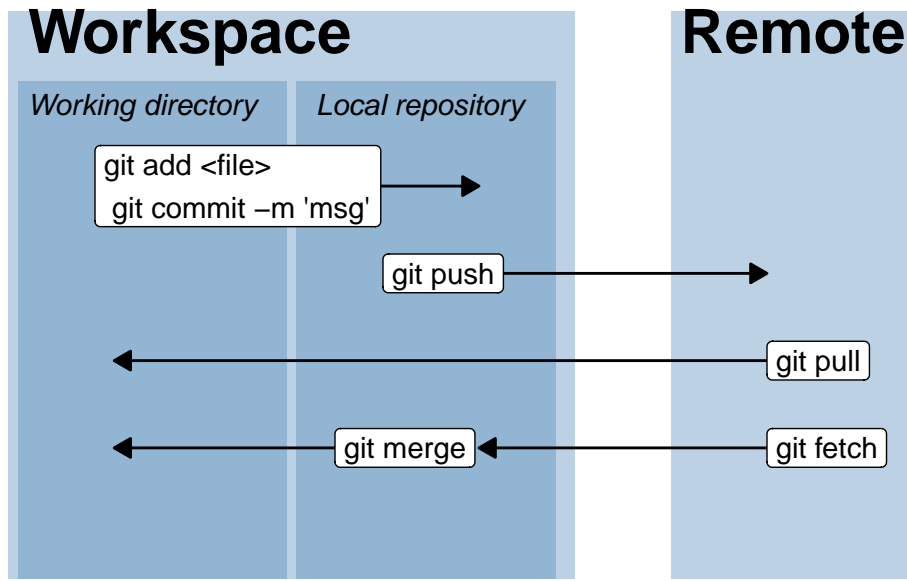 Workspace
Remote
Working directory
Local repository
git add <file>
git commit –m 'msg'
git push
git pull
git merge
git fetch